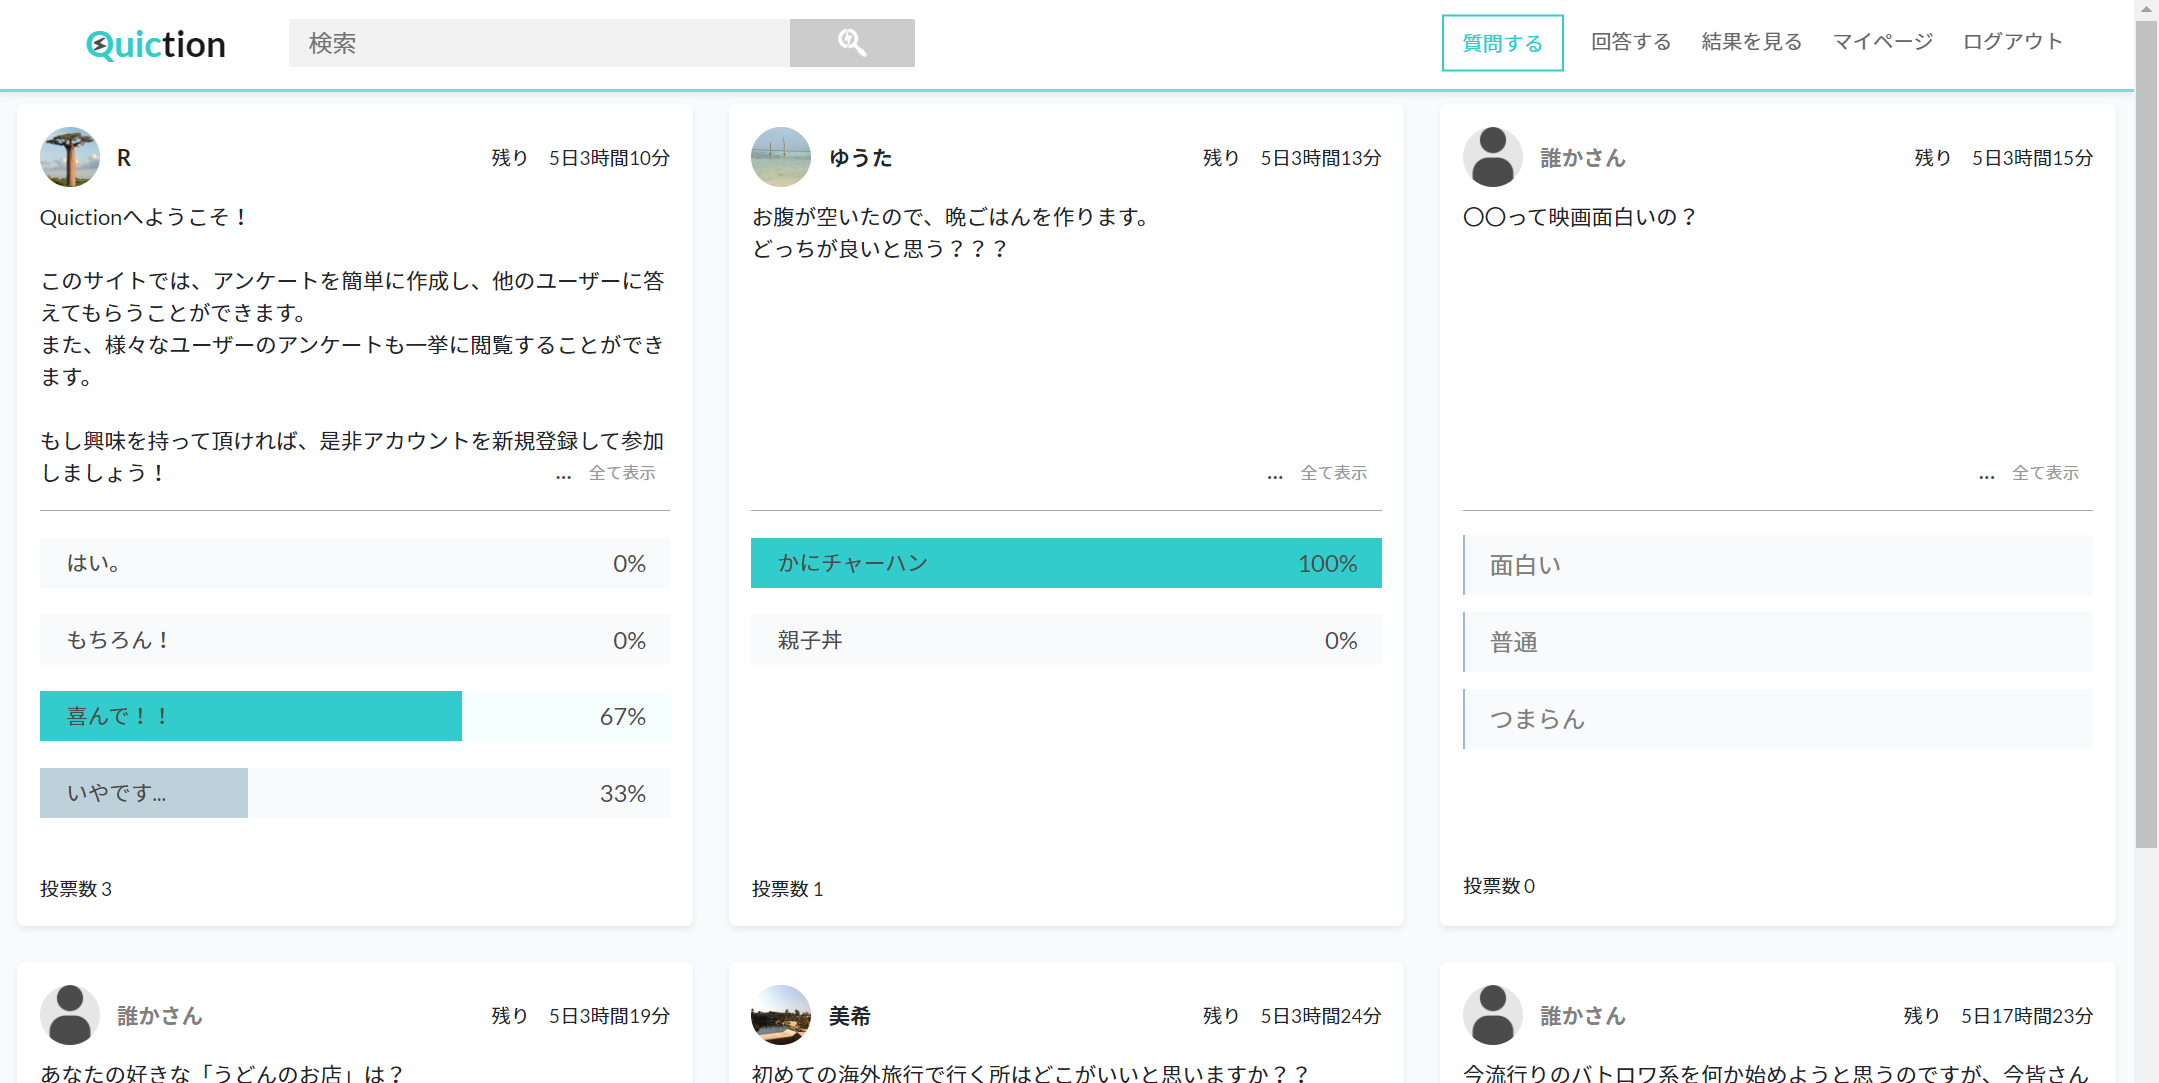 Quiction
検索
質問する
回答する
結果を見る
マイページ
ログアウト
R
残り 5日3時間10分
Quictionへようこそ！
このサイトでは、アンケートを簡単に作成し、他のユーザーに答
えてもらうことができます。
また、様々なユーザーのアンケートも一挙に閲覧することができ
ます。
もし興味を持って頂ければ、是非アカウントを新規登録して参加
しましょう！
... 全て表示
はい。 0%
もちろん！ 0%
喜んで！！ 67%
いやです... 33%
投票数 3
ゆうた
残り 5日3時間13分
お腹が空いたので、晩ごはんを作ります。
どっちが良いと思う？？？
... 全て表示
かにチャーハン 100%
親子丼 0%
投票数 1
誰かさん
残り 5日3時間15分
〇〇って映画面白いの？
... 全て表示
面白い
普通
つまらん
投票数 0
誰かさん
残り 5日3時間19分
あなたの好きな「うどんのお店」は？
美希
残り 5日3時間24分
初めての海外旅行で行く所はどこがいいと思いますか？？
誰かさん
残り 5日17時間23分
今流行りのバトロワ系を何か始めようと思うのですが、今皆さん